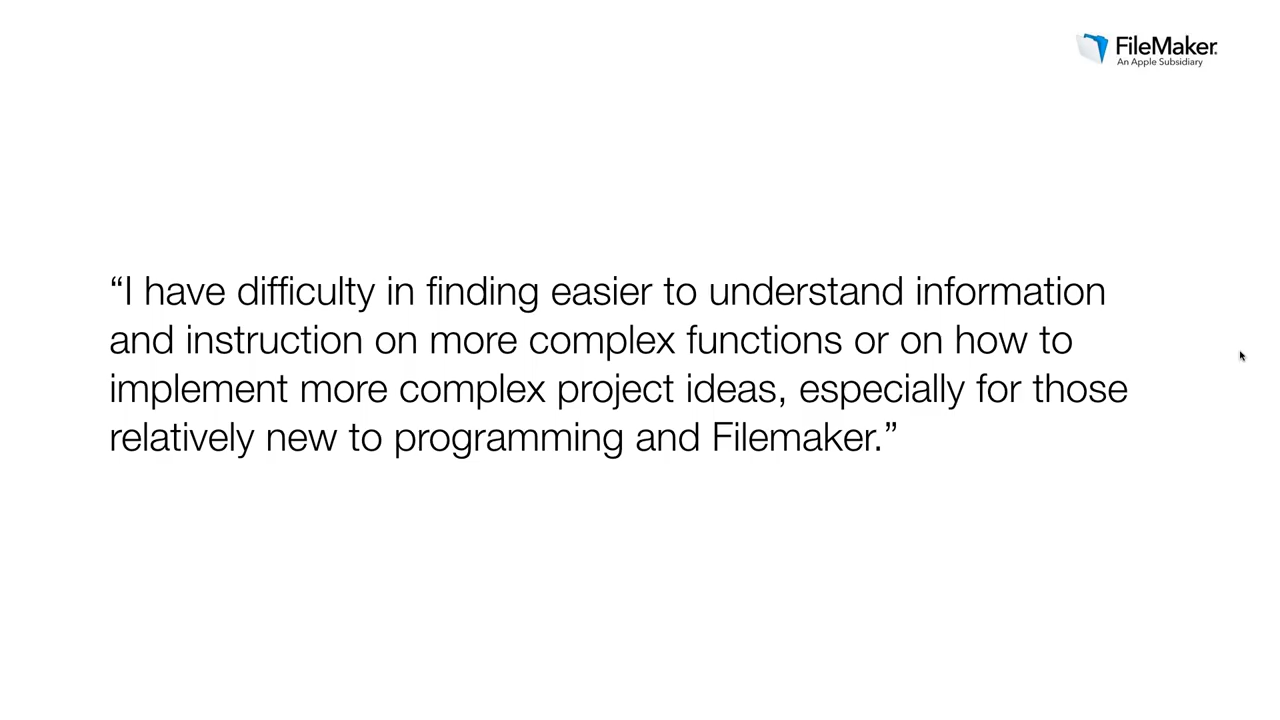 FileMaker.
An Apple Subsidiary
“I have difficulty in finding easier to understand information
and instruction on more complex functions or on how to
implement more complex project ideas, especially for those
relatively new to programming and Filemaker.”